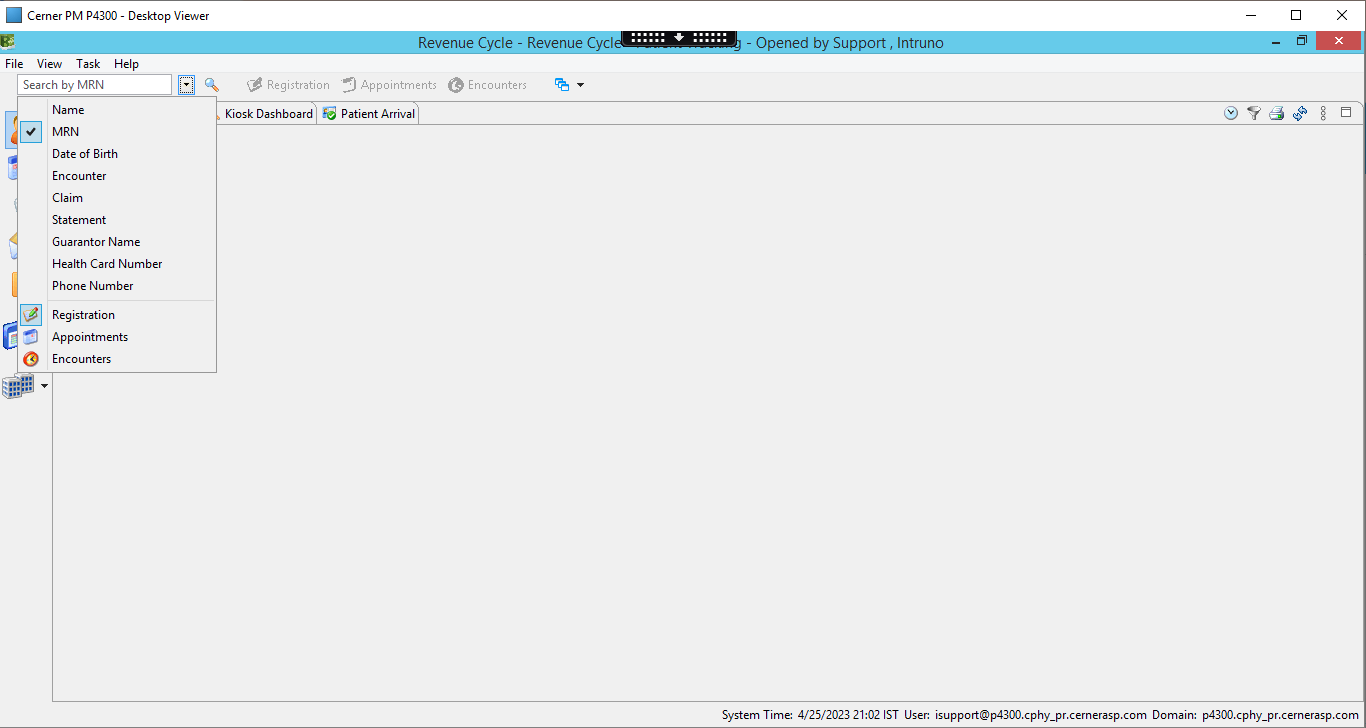 Cerner PM P4300 - Desktop Viewer
Revenue Cycle - Revenue Cycle - Opened by Support , Intruno
File View Task Help
Search by MRN
Registration Appointments Encounters
Kiosk Dashboard Patient Arrival
Name
MRN
Date of Birth
Encounter
Claim
Statement
Guarantor Name
Health Card Number
Phone Number
Registration
Appointments
Encounters
System Time: 4/25/2023 21:02 IST User: isupport@p4300.cphy_pr.cernerasp.com Domain: p4300.cphy_pr.cernerasp.com